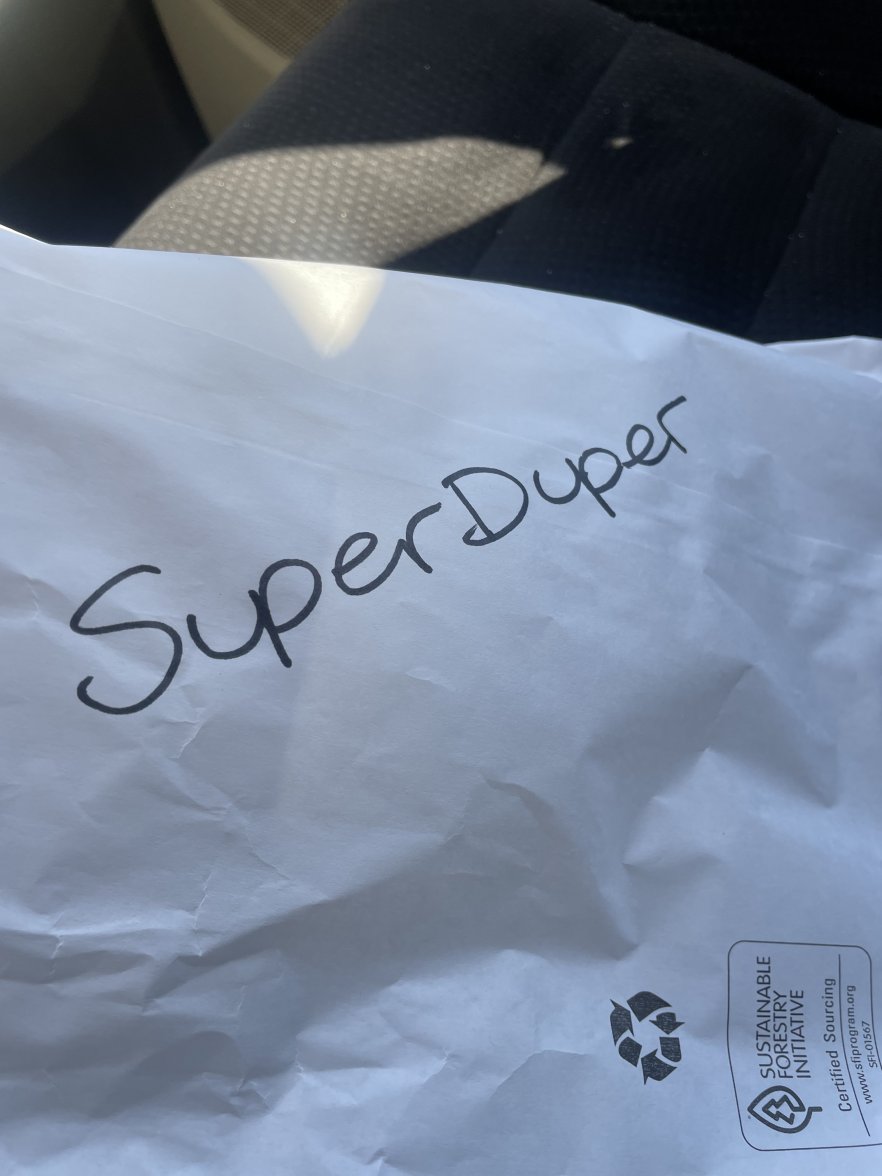 SuperDuper
SUSTAINABLE
FORESTRY
INITIATIVE
Certified Sourcing
www.sfiprogram.org
SFI-01567